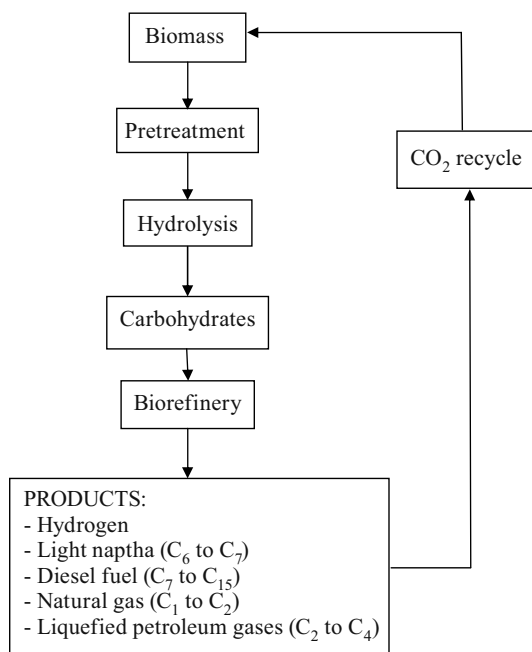 Biomass
Pretreatment
CO₂ recycle
Hydrolysis
Carbohydrates
Biorefinery
PRODUCTS:
- Hydrogen
- Light naptha (C₆ to C₇)
- Diesel fuel (C₇ to C₁₅)
- Natural gas (C₁ to C₂)
- Liquefied petroleum gases (C₂ to C₄)